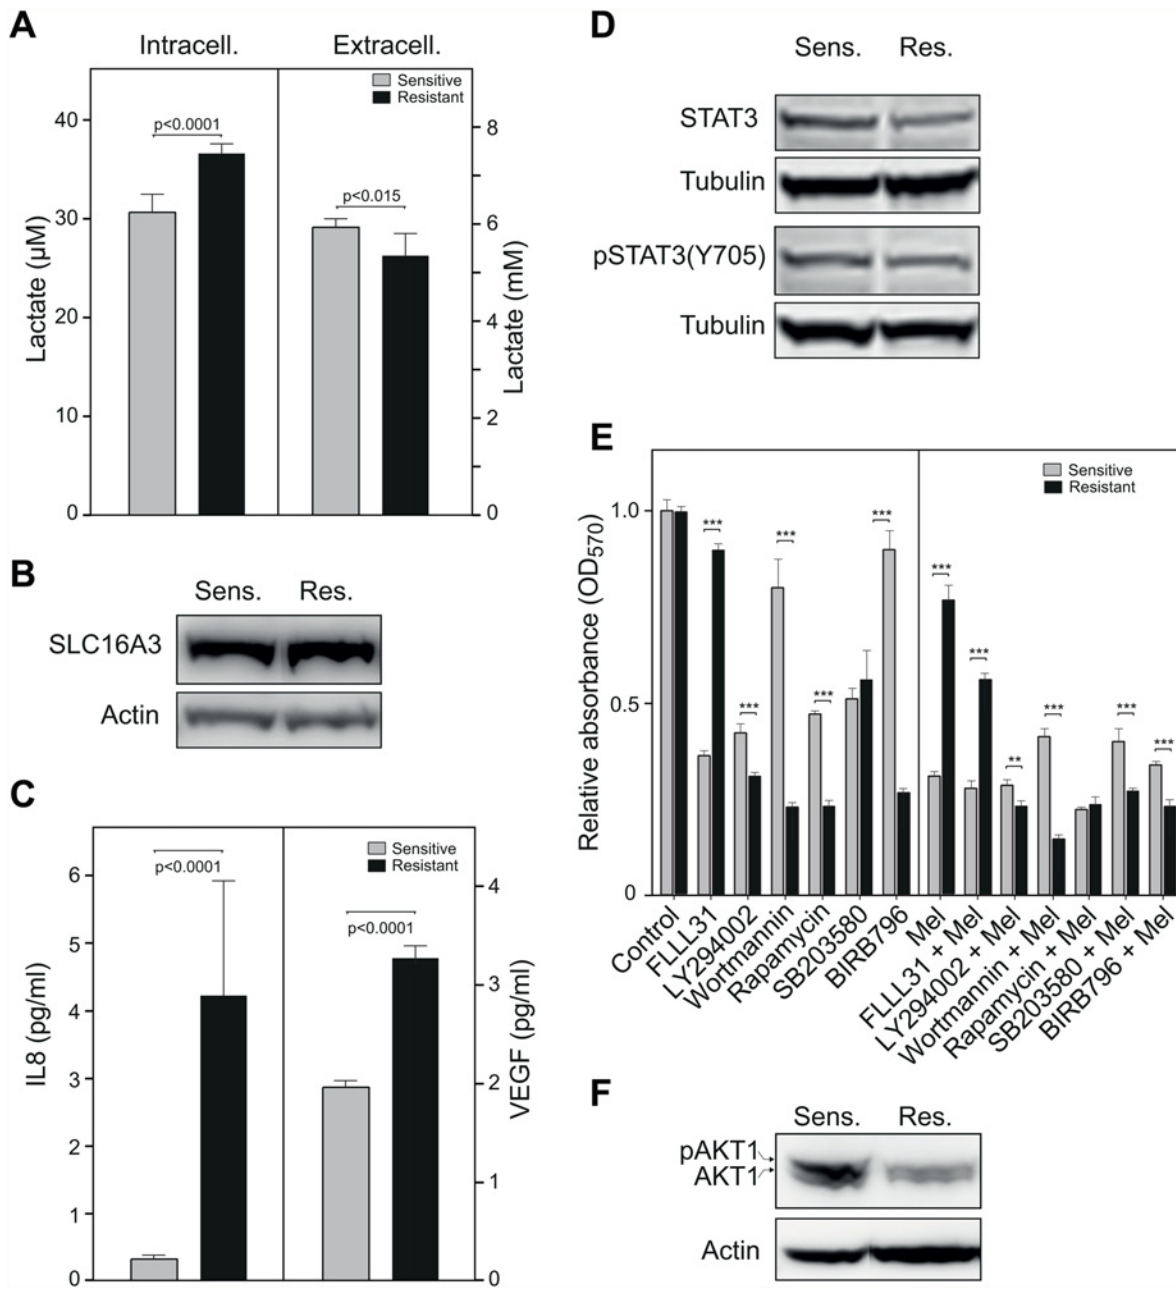 A
Intracell.
Extracell.
Sensitive
Resistant
p<0.0001
p<0.015
40
30
20
10
0
Lactate (µM)
8
6
4
2
0
Lactate (mM)
B
Sens.
Res.
SLC16A3
Actin
C
Sensitive
Resistant
p<0.0001
p<0.0001
6
5
4
3
2
1
0
IL8 (pg/ml)
4
3
2
1
0
VEGF (pg/ml)
D
Sens.
Res.
STAT3
Tubulin
pSTAT3(Y705)
Tubulin
E
Sensitive
Resistant
1.0
0.5
0
Relative absorbance (OD570)
***
***
***
***
***
***
***
**
***
***
***
Control
FLLL31
LY294002
Wortmannin
Rapamycin
SB203580
BIRB796
Mel
FLLL31 + Mel
LY294002 + Mel
Wortmannin + Mel
Rapamycin + Mel
SB203580 + Mel
BIRB796 + Mel
F
Sens.
Res.
pAKT1
AKT1
Actin